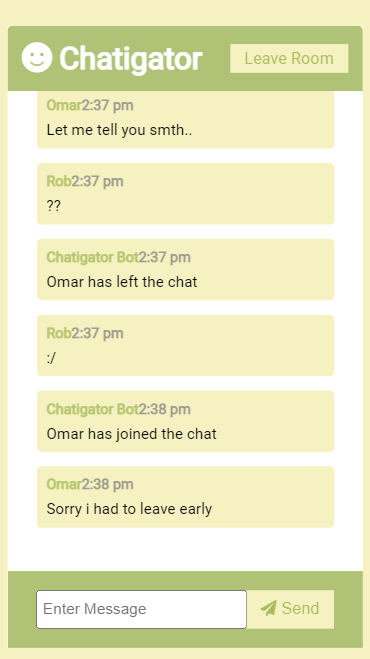 Chatigator
Leave Room
Omar2:37 pm
Let me tell you smth..
Rob2:37 pm
??
Chatigator Bot2:37 pm
Omar has left the chat
Rob2:37 pm
:/
Chatigator Bot2:38 pm
Omar has joined the chat
Omar2:38 pm
Sorry i had to leave early
Enter Message
Send